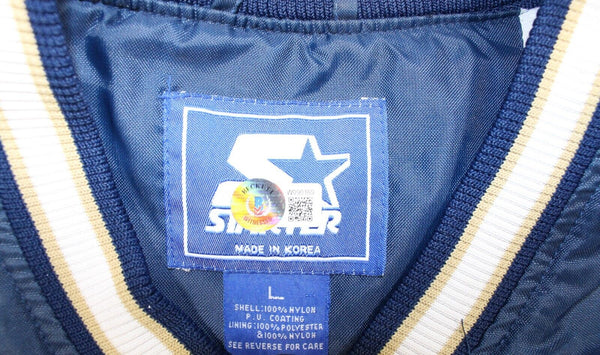 STARTER
MADE IN KOREA
L
SHELL:100% NYLON
P.U. COATING
LINING:100% POLYESTER
&100% NYLON
SEE REVERSE FOR CARE